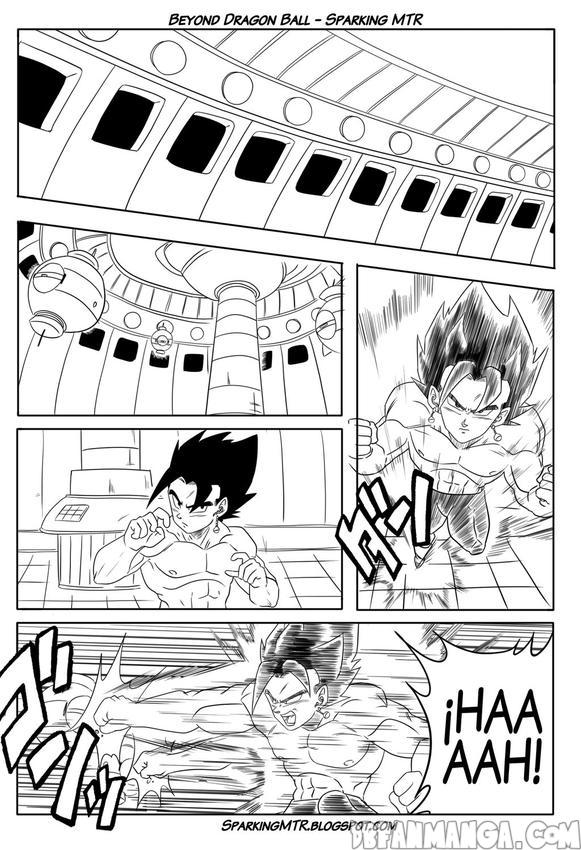 BEYOND DRAGON BALL - SPARKING MTR
¡HAA
AAH!
SPARKINGMTR.BLOGSPOT.COM
DBFANMANGA.COM